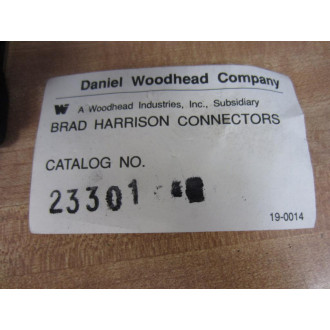 Daniel Woodhead Company
W A Woodhead Industries, Inc., Subsidiary
BRAD HARRISON CONNECTORS
CATALOG NO.
23301
19-0014